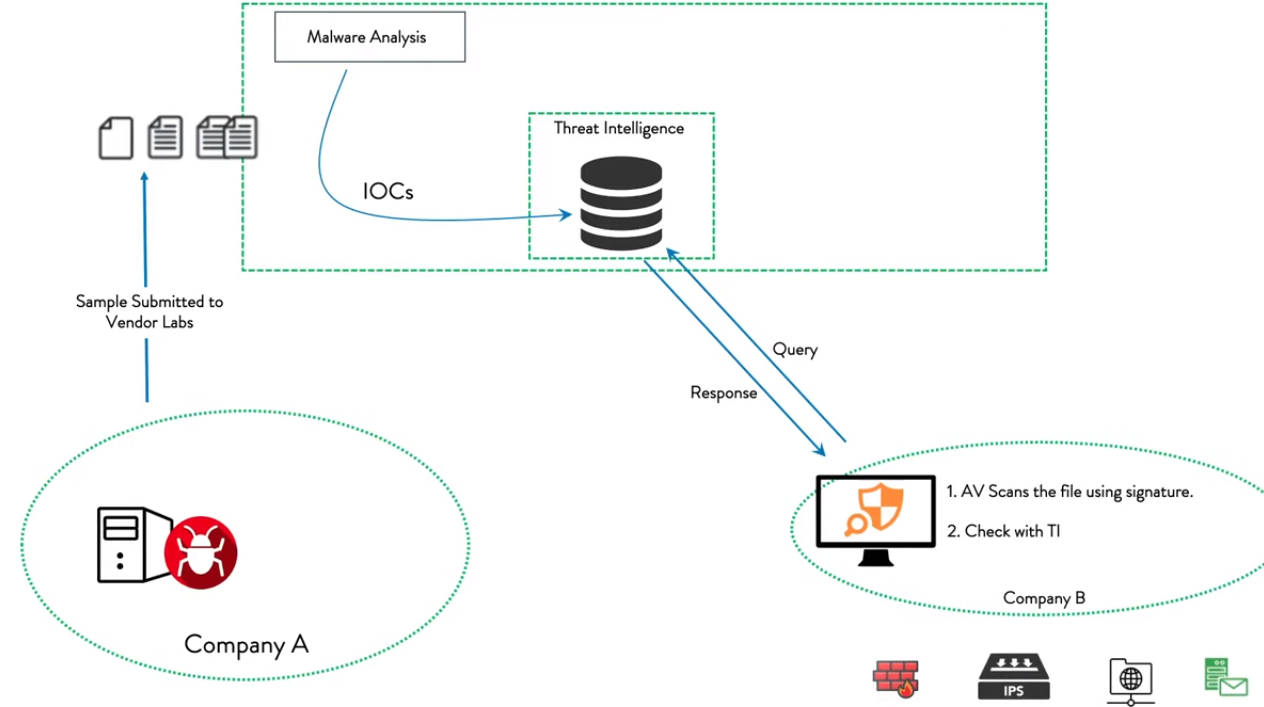 Malware Analysis
Threat Intelligence
IOCs
Sample Submitted to
Vendor Labs
Query
Response
1. AV Scans the file using signature.
2. Check with TI
Company B
Company A
IPS